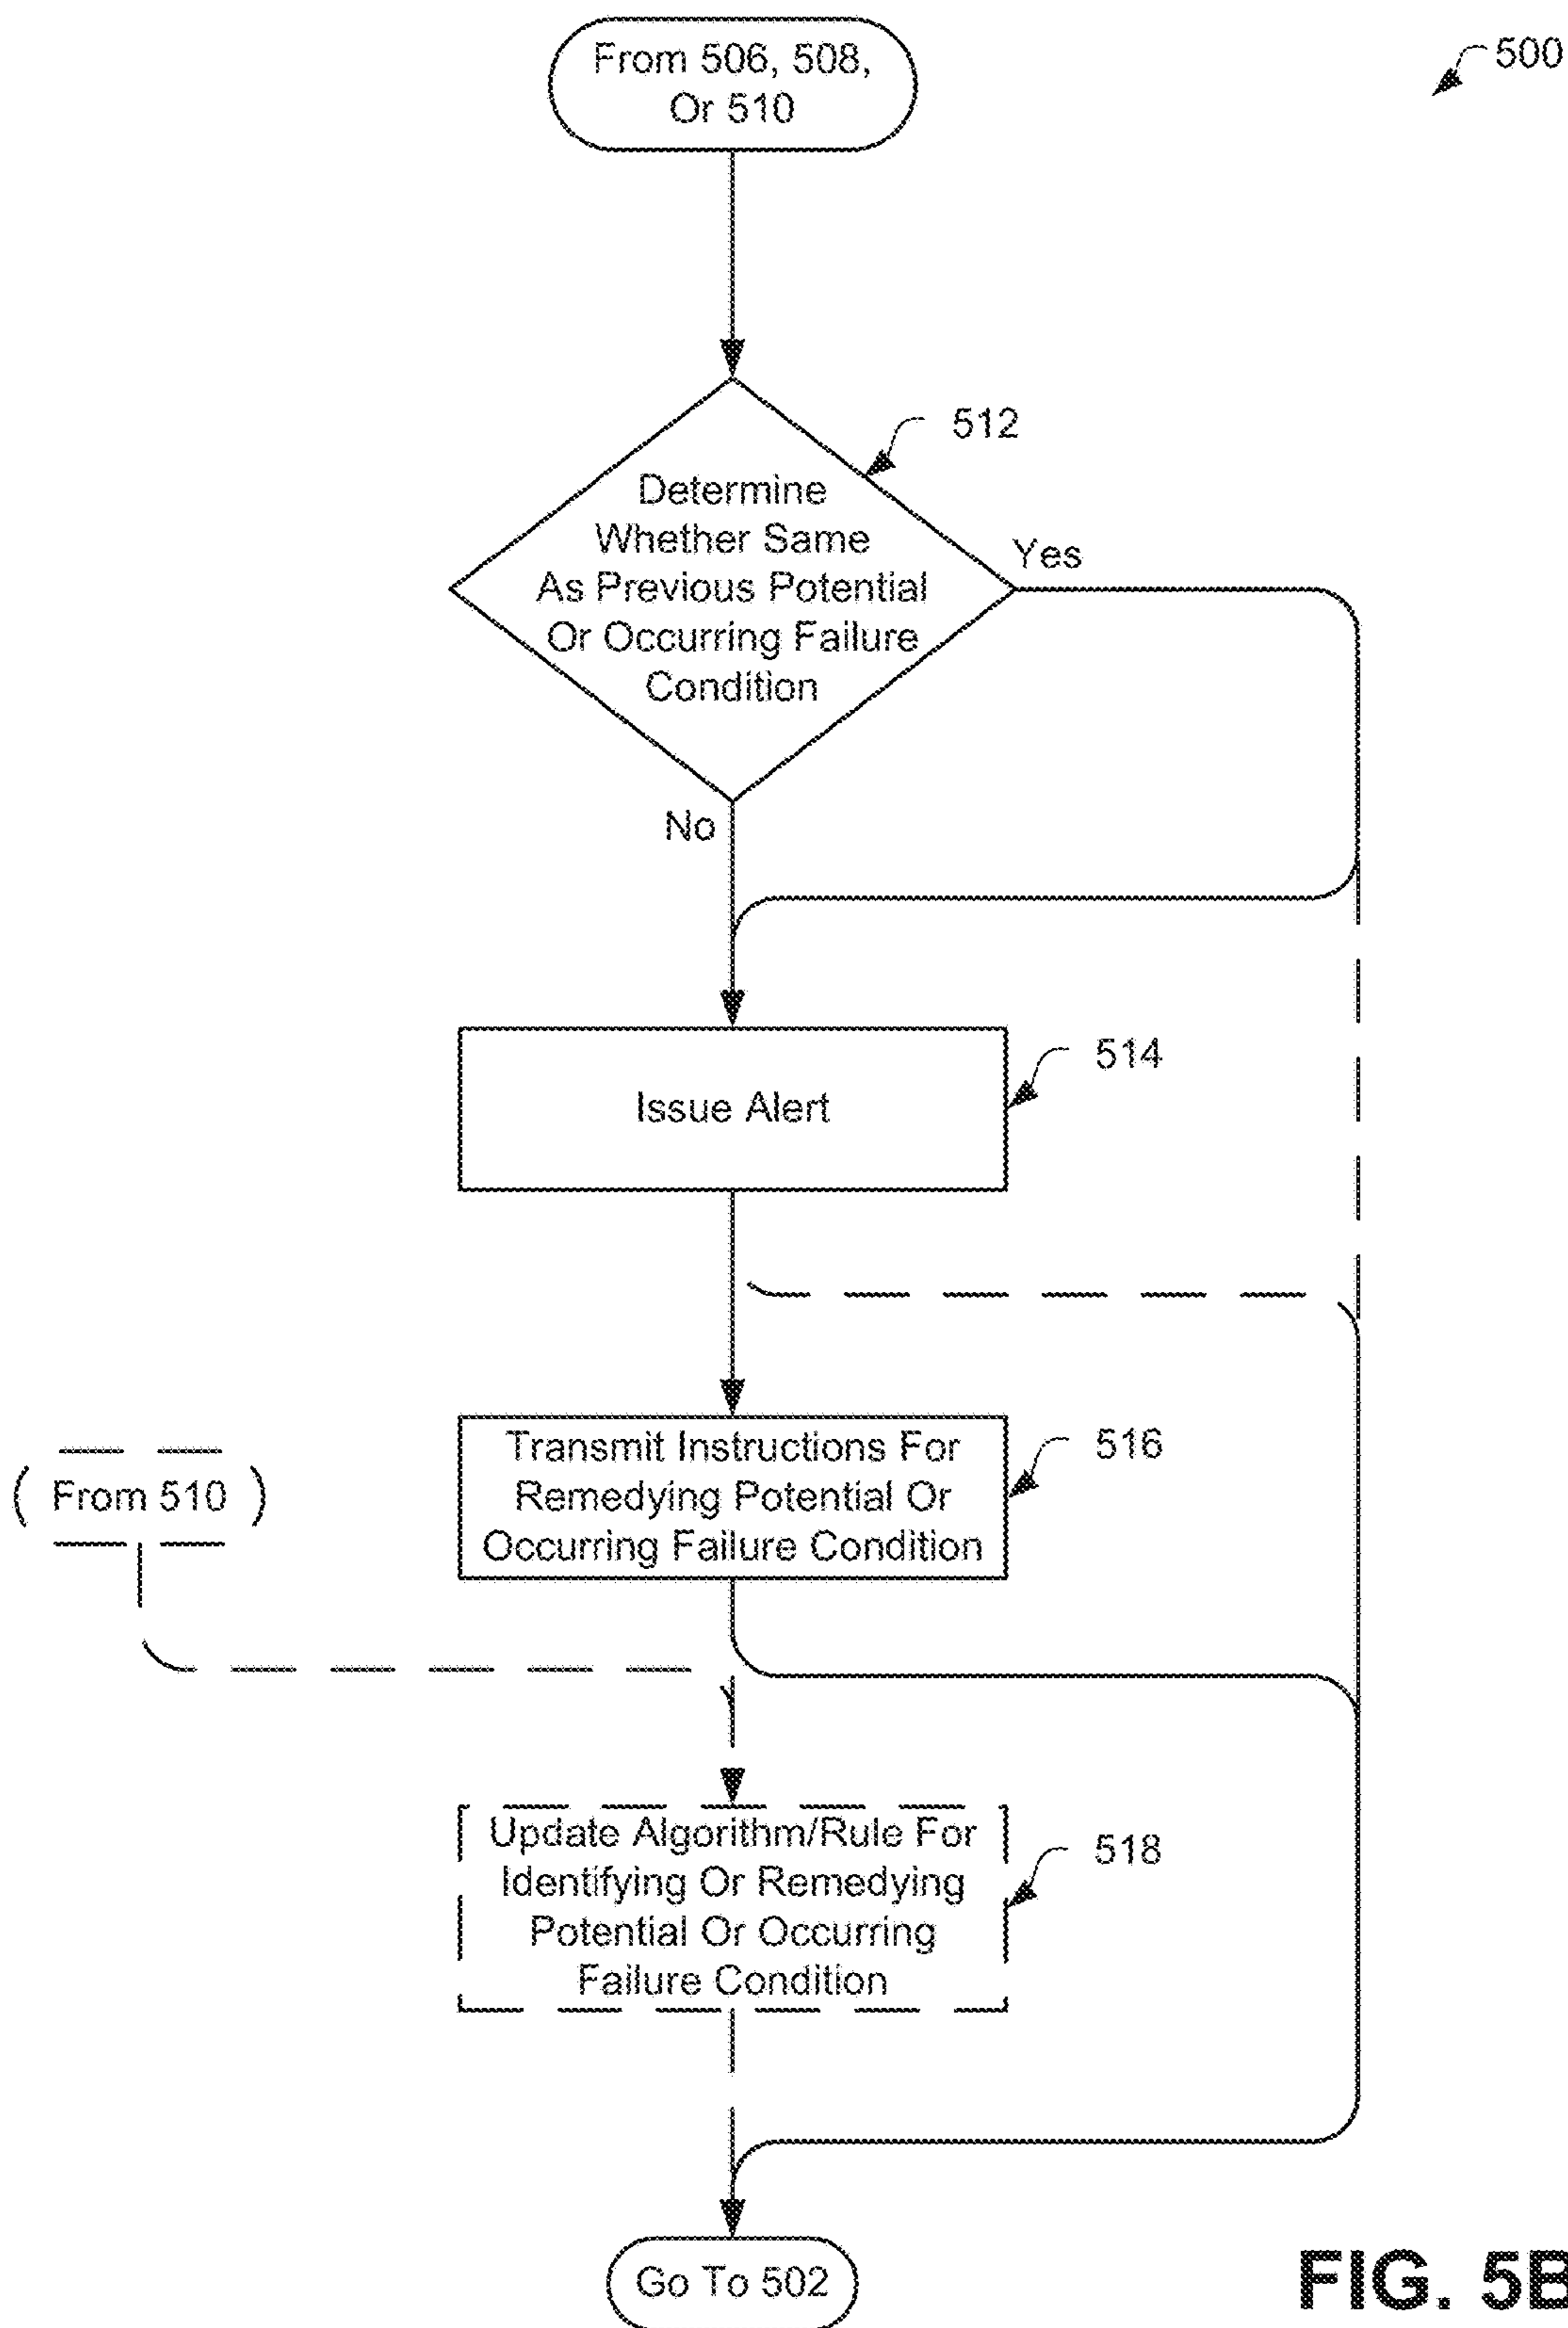 From 506, 508,
Or 510
500
512
Determine
Whether Same
As Previous Potential
Or Occurring Failure
Condition
Yes
No
514
Issue Alert
516
Transmit Instructions For
Remedying Potential Or
Occurring Failure Condition
From 510
518
Update Algorithm/Rule For
Identifying Or Remedying
Potential Or Occurring
Failure Condition
Go To 502
FIG. 5B